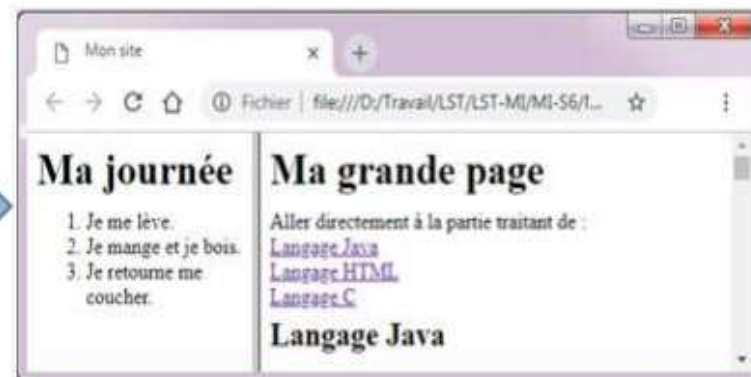 Mon site
Fichier | file:///D:/Travail/LST/LST-MI/MI-S6/1...
Ma journée
1. Je me lève.
2. Je mange et je bois.
3. Je retourne me
coucher.
Ma grande page
Aller directement à la partie traitant de :
Langage Java
Langage HTML
Langage C
Langage Java